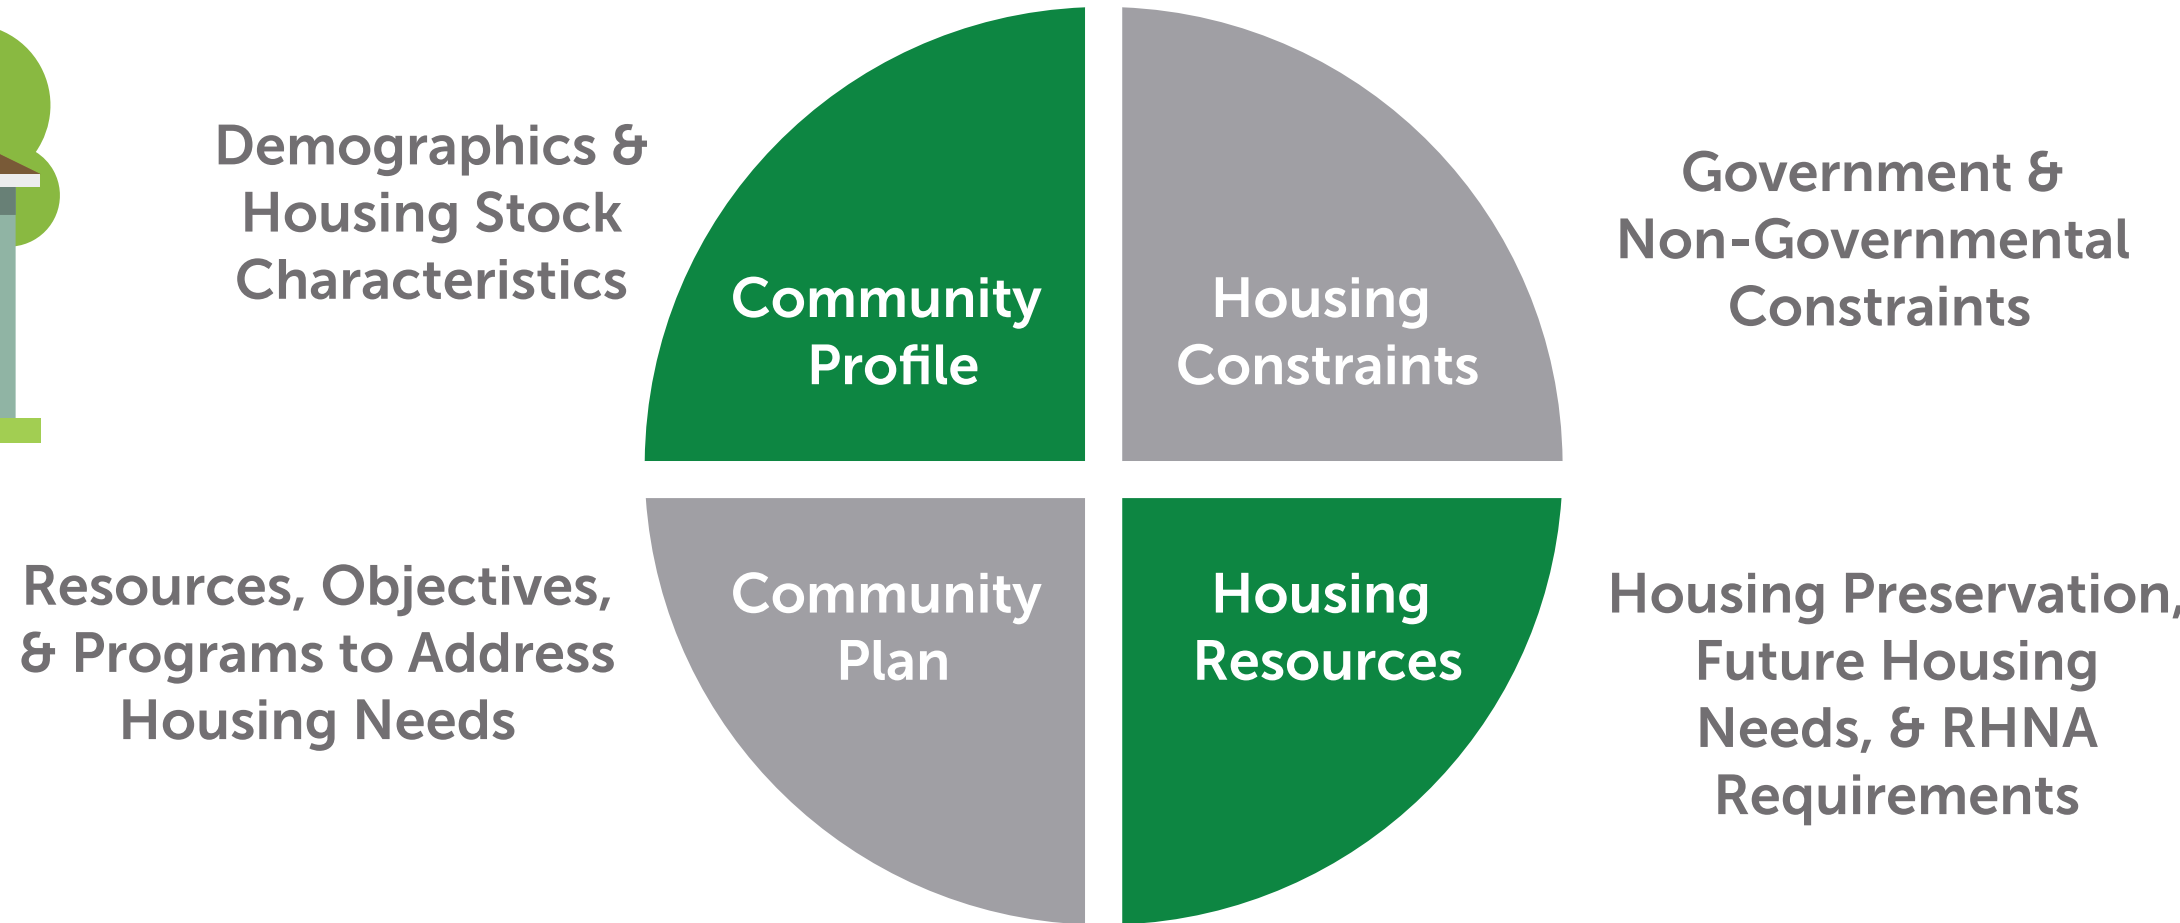 Demographics &
Housing Stock
Characteristics
Community
Profile
Housing
Constraints
Government &
Non-Governmental
Constraints
Resources, Objectives,
& Programs to Address
Housing Needs
Community
Plan
Housing
Resources
Housing Preservation,
Future Housing
Needs, & RHNA
Requirements